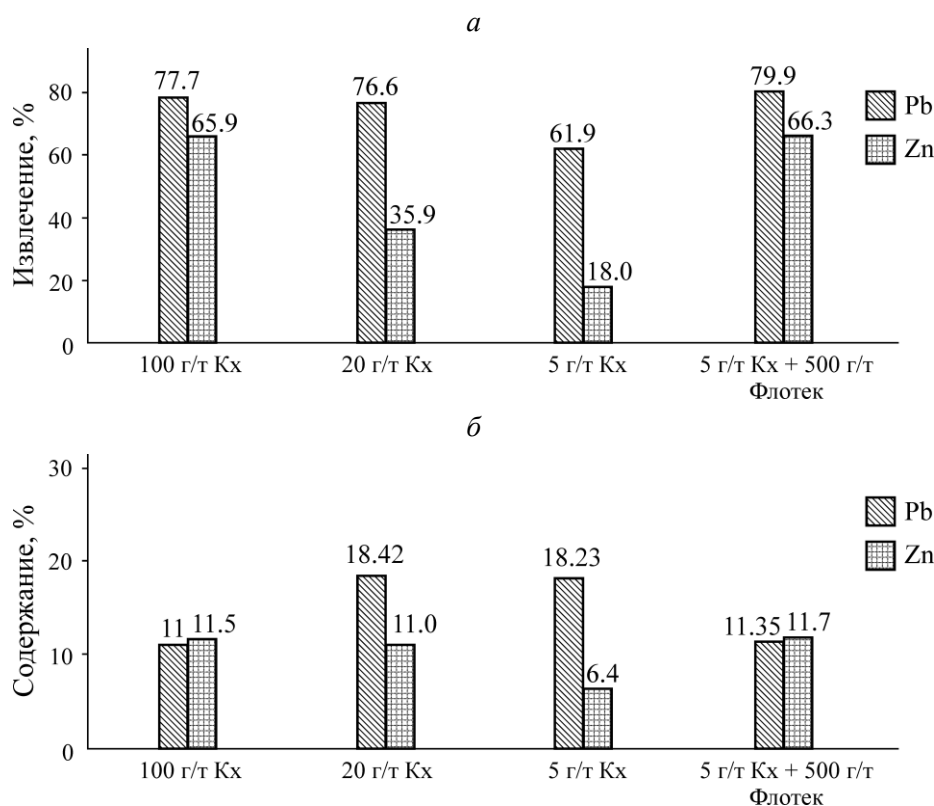 а
Извлечение, %
80
60
40
20
0
77.7
65.9
76.6
35.9
61.9
18.0
79.9
66.3
Pb
Zn
100 г/т Кх
20 г/т Кх
5 г/т Кх
5 г/т Кх + 500 г/т
Флотек
б
Содержание, %
30
20
10
0
11
11.5
18.42
11.0
18.23
6.4
11.35
11.7
Pb
Zn
100 г/т Кх
20 г/т Кх
5 г/т Кх
5 г/т Кх + 500 г/т
Флотек